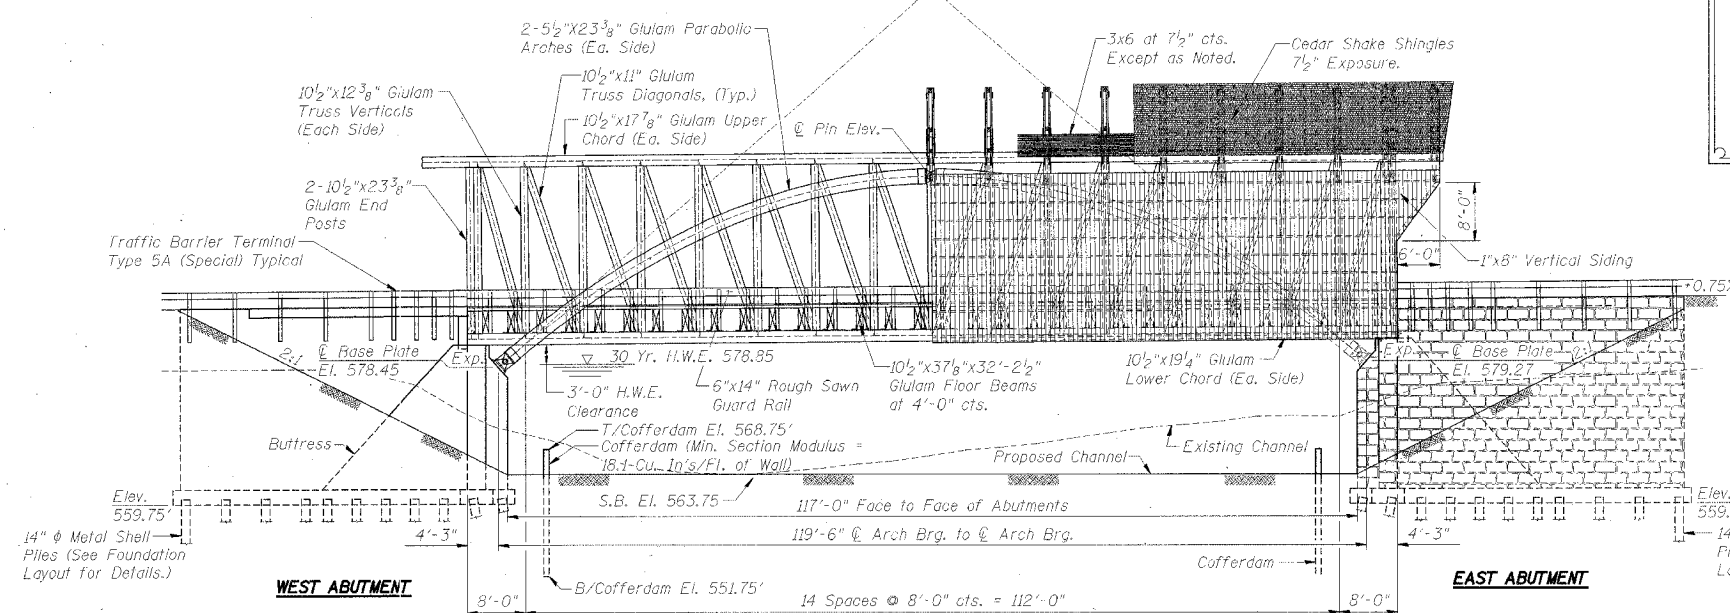 2-5½"X23⅜" Glulam Parabolic
Arches (Ea. Side)
3x6 at 7½" cts.
Except as Noted.
Cedar Shake Shingles
7½" Exposure.
10½"x11" Glulam
Truss Diagonals, (Typ.)
10½"x12⅜" Glulam
Truss Verticals
(Each Side)
10½"x17⅞" Glulam Upper
Chord (Ea. Side)
℄ Pin Elev.
2-10½"x23⅜"
Glulam End
Posts
8'-0"
Traffic Barrier Terminal
Type 5A (Special) Typical
6'-0"
1"x8" Vertical Siding
+0.75%
2:1
℄ Base Plate
El. 578.45
Exp.
30 Yr. H.W.E. 578.85
3'-0" H.W.E.
Clearance
6"x14" Rough Sawn
Guard Rail
10½"x37⅛"x32'-2½"
Glulam Floor Beams
at 4'-0" cts.
10½"x19¼" Glulam
Lower Chord (Ea. Side)
Exp.
℄ Base Plate
El. 579.27
2:1
Buttress
T/Cofferdam El. 568.75'
Cofferdam (Min. Section Modulus =
18.1-Cu. In's/Ft. of Wall)
Existing Channel
Proposed Channel
S.B. El. 563.75
Elev.
559.75'
117'-0" Face to Face of Abutments
Elev.
559.
14" ϕ Metal Shell
Piles (See Foundation
Layout for Details.)
4'-3"
119'-6" ℄ Arch Brg. to ℄ Arch Brg.
4'-3"
14
Pi
La
Cofferdam
WEST ABUTMENT
B/Cofferdam El. 551.75'
EAST ABUTMENT
8'-0"
14 Spaces @ 8'-0" cts. = 112'-0"
8'-0"